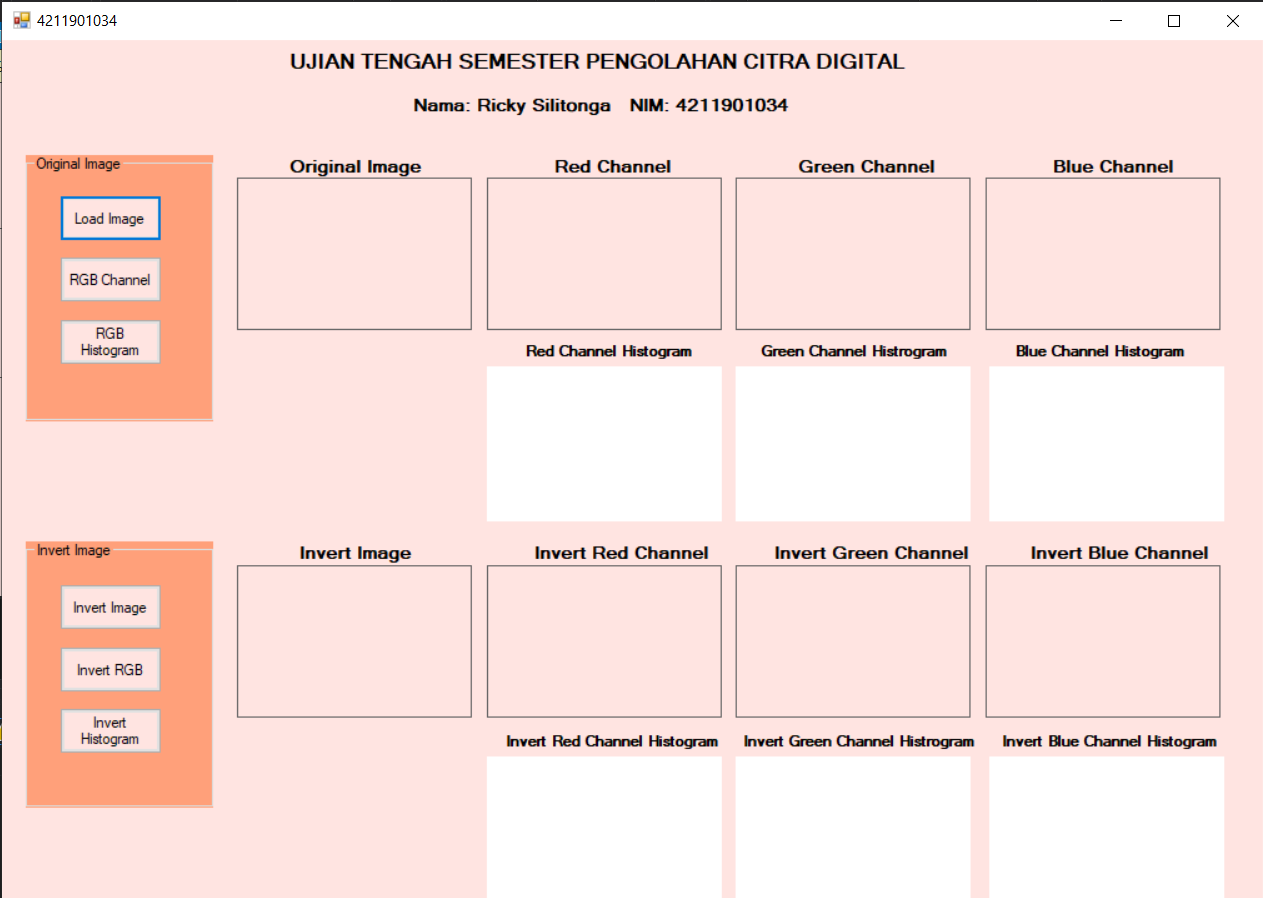 4211901034
UJIAN TENGAH SEMESTER PENGOLAHAN CITRA DIGITAL
Nama: Ricky Silitonga NIM: 4211901034
Original Image
Load Image
RGB Channel
RGB
Histogram
Original Image
Red Channel
Green Channel
Blue Channel
Red Channel Histogram
Green Channel Histrogram
Blue Channel Histogram
Invert Image
Invert Image
Invert RGB
Invert
Histogram
Invert Image
Invert Red Channel
Invert Green Channel
Invert Blue Channel
Invert Red Channel Histogram
Invert Green Channel Histrogram
Invert Blue Channel Histogram